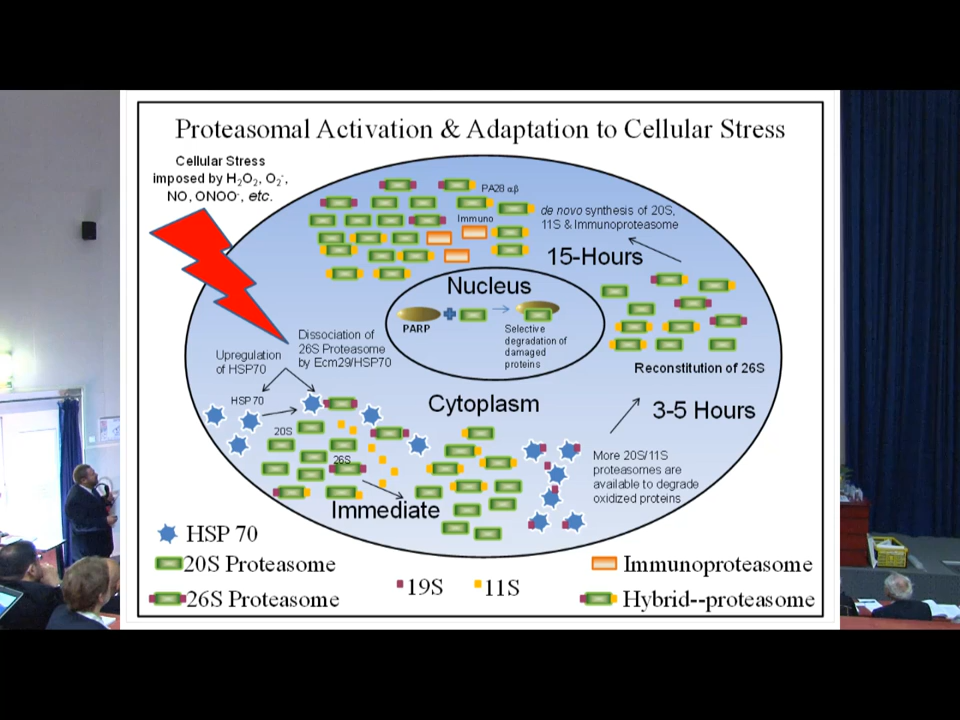 Proteasomal Activation & Adaptation to Cellular Stress
Cellular Stress
imposed by H₂O₂, O₂⁻,
NO, ONOO⁻, etc.
PA28 αβ
Immuno
de novo synthesis of 20S,
11S & Immunoproteasome
15-Hours
Nucleus
PARP
Selective
degradation of
damaged
proteins
Reconstitution of 26S
3-5 Hours
Dissociation of
26S Proteasome
by Ecm29/HSP70
Upregulation
of HSP70
HSP 70
Cytoplasm
20S
26S
Immediate
More 20S/11S
proteasomes are
available to degrade
oxidized proteins
HSP 70
20S Proteasome
26S Proteasome
19S
11S
Immunoproteasome
Hybrid--proteasome